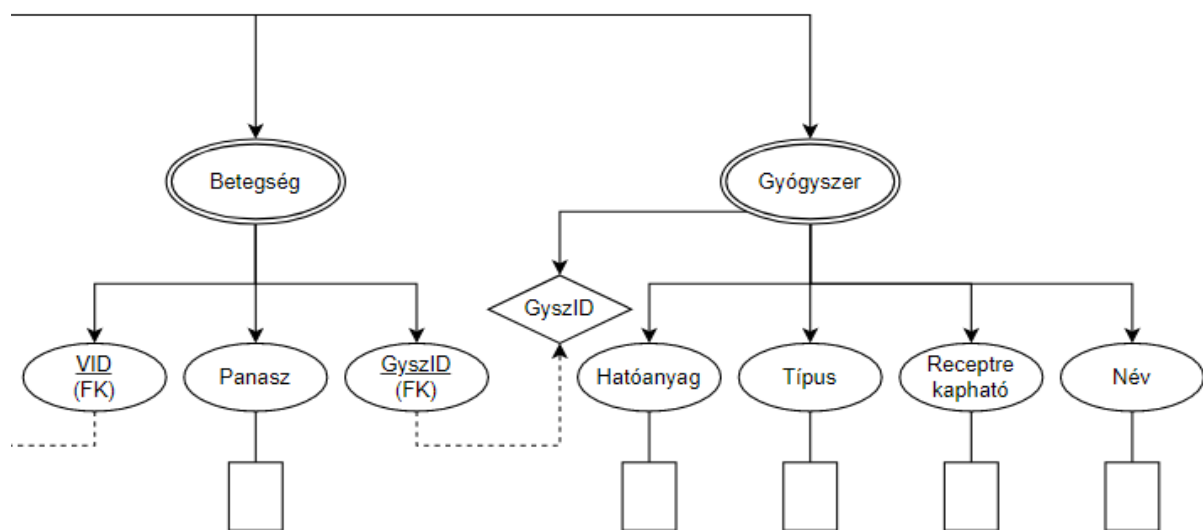 Betegség
Gyógyszer
GyszID
VID
(FK)
Panasz
GyszID
(FK)
Hatóanyag
Típus
Receptre
kapható
Név